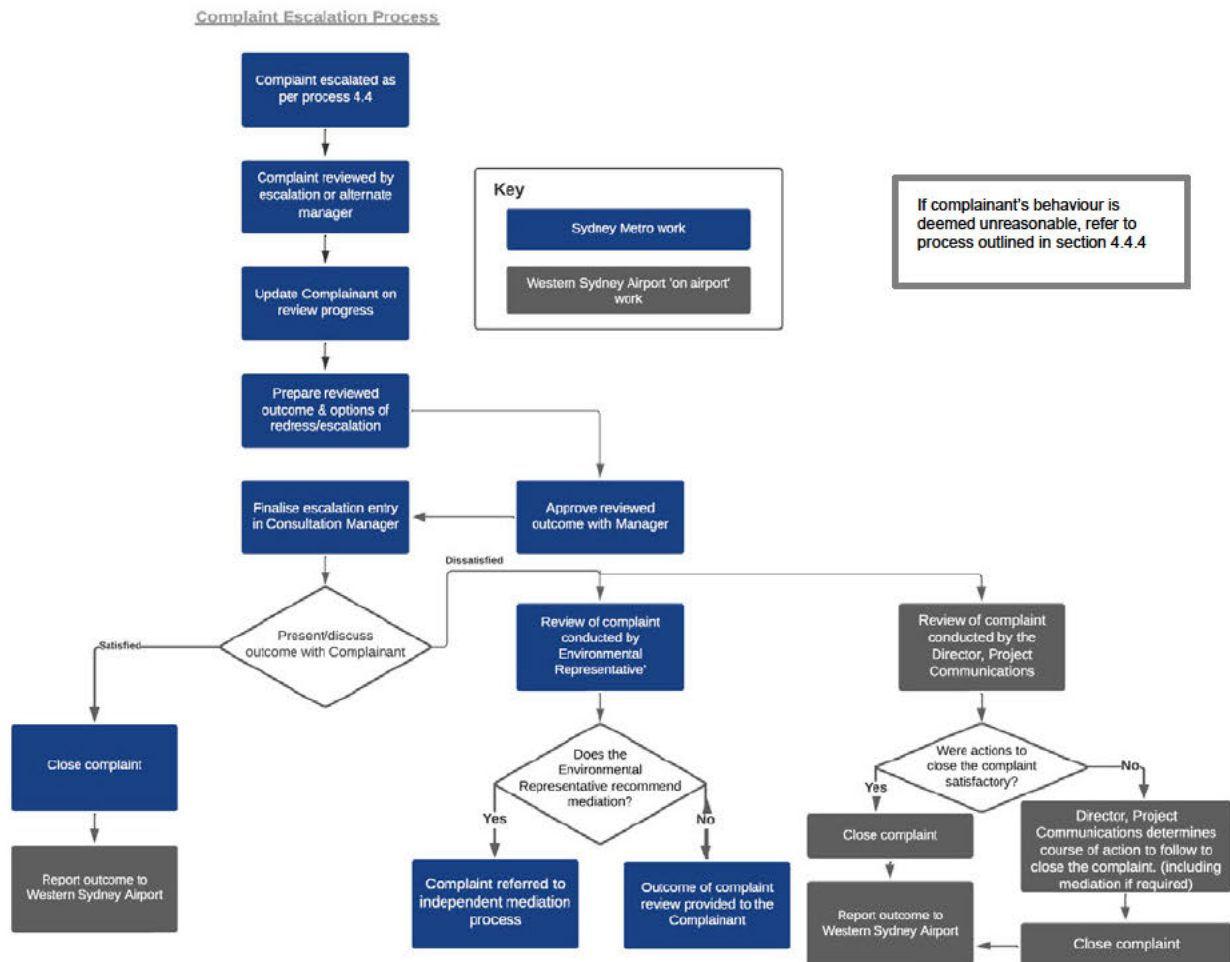 Complaint Escalation Process
Complaint escalated as
per process 4.4
Complaint reviewed by
escalation or alternate
manager
Key
Sydney Metro work
Western Sydney Airport 'on airport'
work
If complainant's behaviour is
deemed unreasonable, refer to
process outlined in section 4.4.4
Update Complainant on
review progress
Prepare reviewed
outcome & options of
redress/escalation
Finalise escalation entry
in Consultation Manager
Approve reviewed
outcome with Manager
Dissatisfied
Satisfied
Present/discuss
outcome with Complainant
Review of complaint
conducted by
Environmental
Representative'
Review of complaint
conducted by the
Director, Project
Communications
Close complaint
Does the
Environmental
Representative recommend
mediation?
Were actions to
close the complaint
satisfactory?
Yes
No
Yes
No
Report outcome to
Western Sydney Airport
Complaint referred to
independent mediation
process
Outcome of complaint
review provided to the
Complainant
Close complaint
Director, Project
Communications determines
course of action to follow to
close the complaint. (including
mediation if required)
Report outcome to
Western Sydney Airport
Close complaint